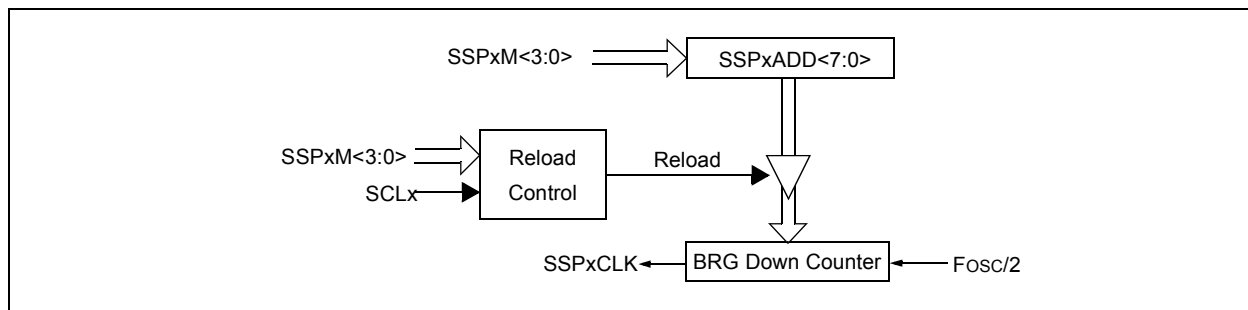 SSPxM<3:0>
SSPxADD<7:0>
SSPxM<3:0>
SCLx
Reload
Control
Reload
SSPxCLK
BRG Down Counter
FOSC/2